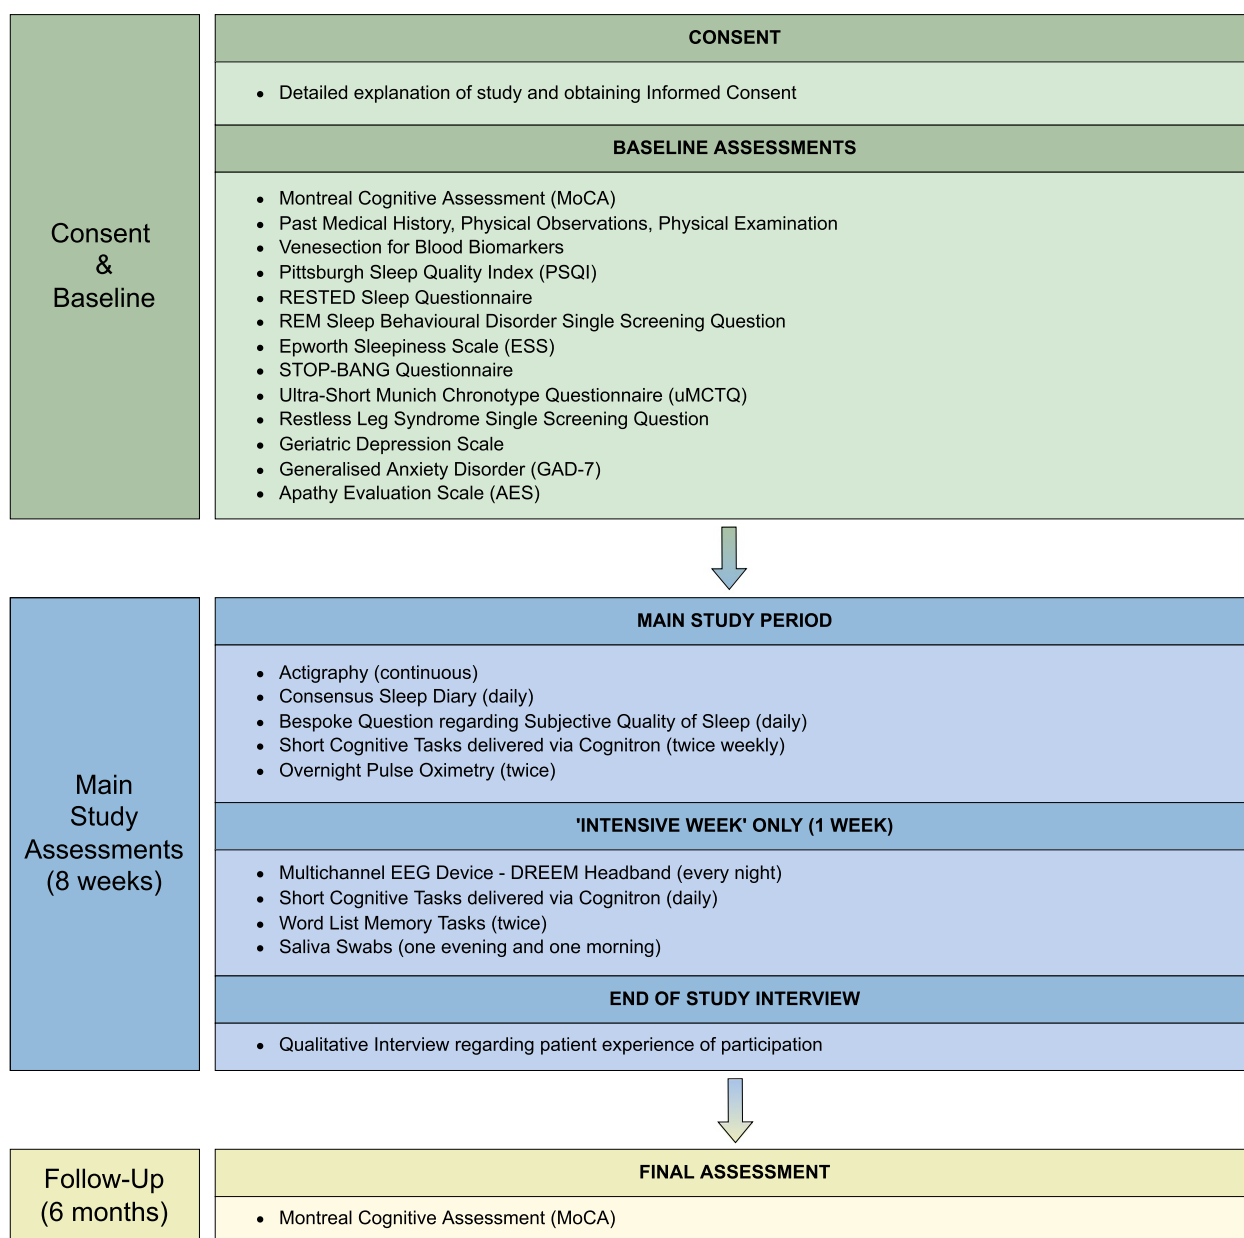 Consent
&
Baseline
CONSENT
• Detailed explanation of study and obtaining Informed Consent
BASELINE ASSESSMENTS
• Montreal Cognitive Assessment (MoCA)
• Past Medical History, Physical Observations, Physical Examination
• Venesection for Blood Biomarkers
• Pittsburgh Sleep Quality Index (PSQI)
• RESTED Sleep Questionnaire
• REM Sleep Behavioural Disorder Single Screening Question
• Epworth Sleepiness Scale (ESS)
• STOP-BANG Questionnaire
• Ultra-Short Munich Chronotype Questionnaire (uMCTQ)
• Restless Leg Syndrome Single Screening Question
• Geriatric Depression Scale
• Generalised Anxiety Disorder (GAD-7)
• Apathy Evaluation Scale (AES)
Main
Study
Assessments
(8 weeks)
MAIN STUDY PERIOD
• Actigraphy (continuous)
• Consensus Sleep Diary (daily)
• Bespoke Question regarding Subjective Quality of Sleep (daily)
• Short Cognitive Tasks delivered via Cognitron (twice weekly)
• Overnight Pulse Oximetry (twice)
'INTENSIVE WEEK' ONLY (1 WEEK)
• Multichannel EEG Device - DREEM Headband (every night)
• Short Cognitive Tasks delivered via Cognitron (daily)
• Word List Memory Tasks (twice)
• Saliva Swabs (one evening and one morning)
END OF STUDY INTERVIEW
• Qualitative Interview regarding patient experience of participation
Follow-Up
(6 months)
FINAL ASSESSMENT
• Montreal Cognitive Assessment (MoCA)